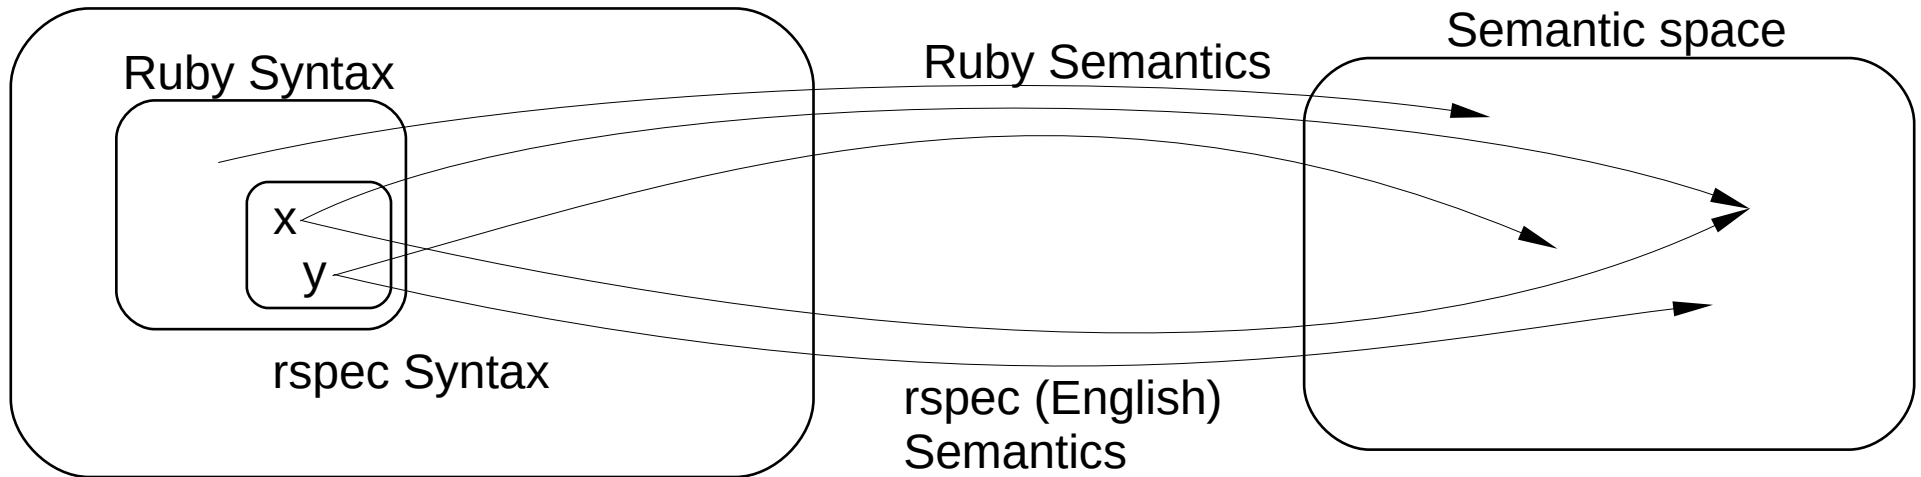 Ruby Syntax
Ruby Semantics
Semantic space
x
y
rspec Syntax
rspec (English)
Semantics